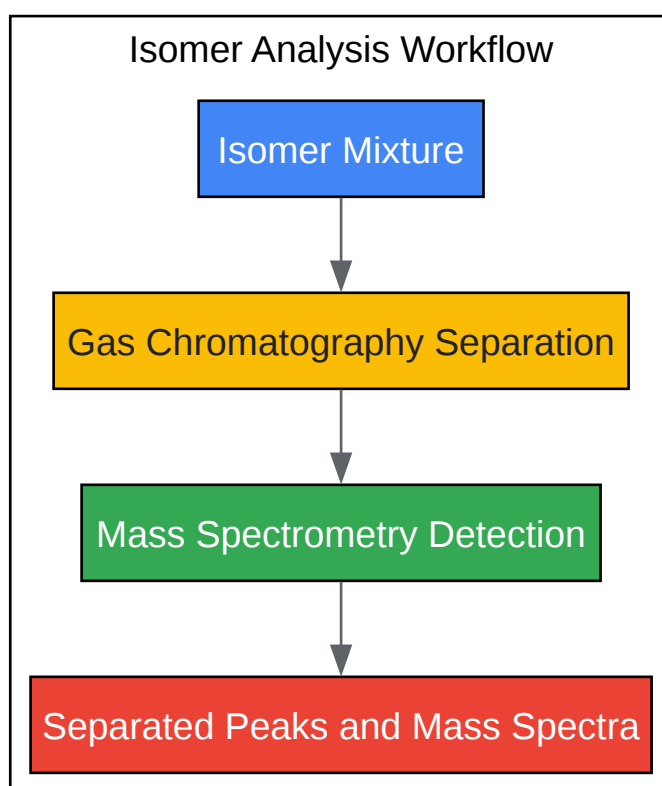 Isomer Analysis Workflow
Isomer Mixture
Gas Chromatography Separation
Mass Spectrometry Detection
Separated Peaks and Mass Spectra